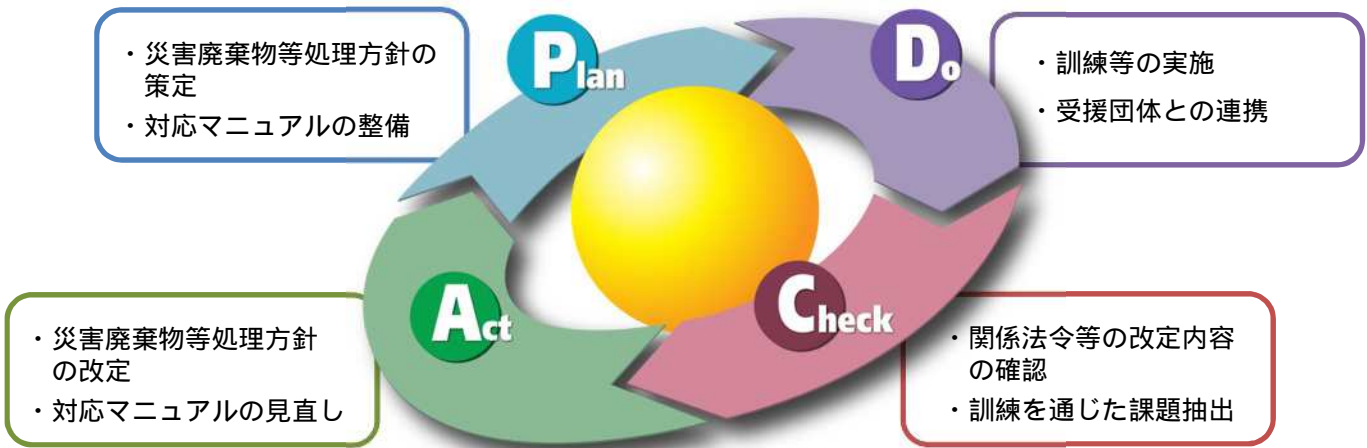 ・災害廃棄物等処理方針の
策定
・対応マニュアルの整備
Plan
Do
・訓練等の実施
・受援団体との連携
・災害廃棄物等処理方針
の改定
・対応マニュアルの見直し
Act
Check
・関係法令等の改定内容
の確認
・訓練を通じた課題抽出